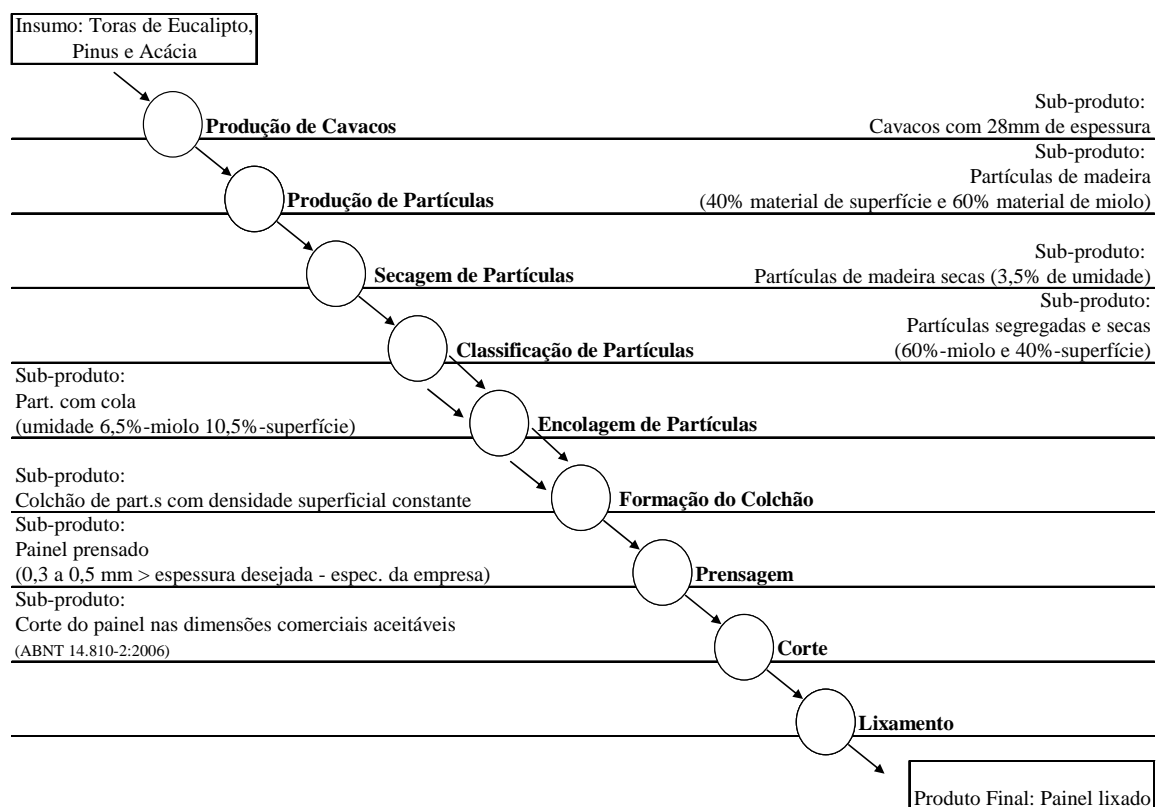 Insumo: Toras de Eucalipto,
Pinus e Acácia
Sub-produto:
Produção de Cavacos
Cavacos com 28mm de espessura
Sub-produto:
Partículas de madeira
Produção de Partículas
(40% material de superfície e 60% material de miolo)
Sub-produto:
Secagem de Partículas
Partículas de madeira secas (3,5% de umidade)
Sub-produto:
Partículas segregadas e secas
Classificação de Partículas
(60%-miolo e 40%-superfície)
Sub-produto:
Part. com cola
(umidade 6,5%-miolo 10,5%-superfície)
Encolagem de Partículas
Sub-produto:
Colchão de part.s com densidade superficial constante
Formação do Colchão
Sub-produto:
Painel prensado
(0,3 a 0,5 mm > espessura desejada - espec. da empresa)
Prensagem
Sub-produto:
Corte do painel nas dimensões comerciais aceitáveis
(ABNT 14.810-2:2006)
Corte
Lixamento
Produto Final: Painel lixado